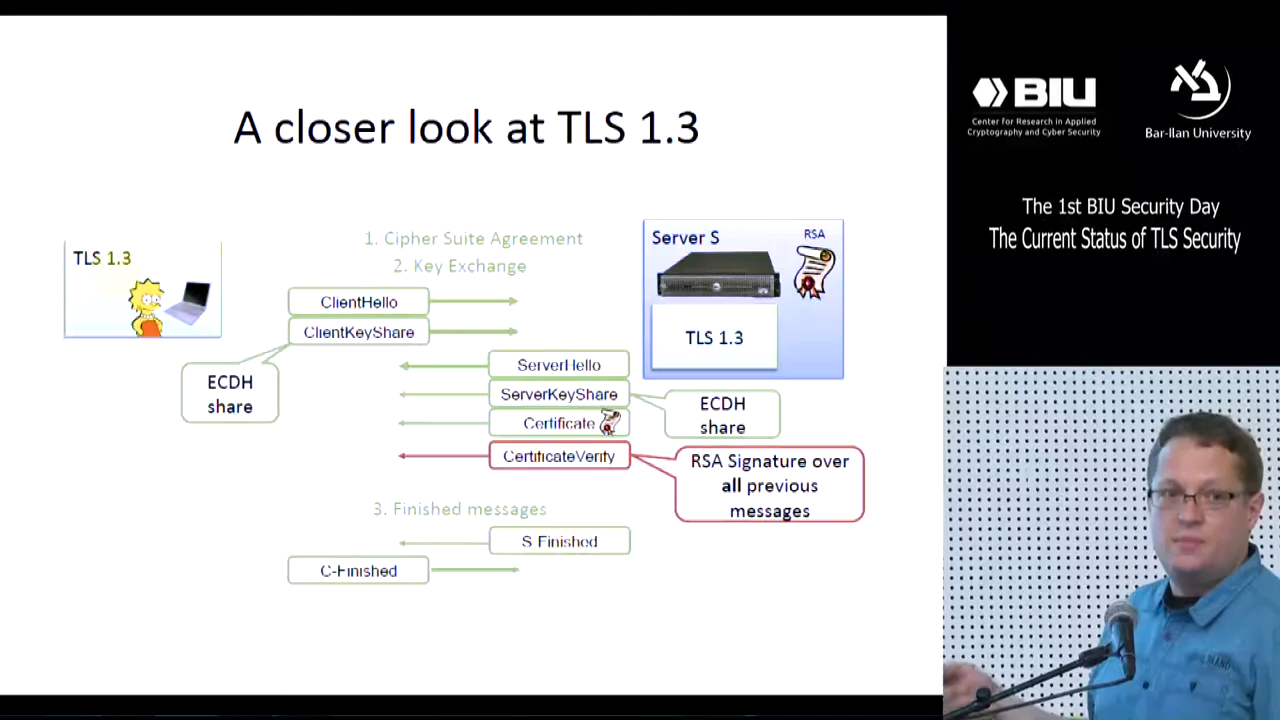 A closer look at TLS 1.3
TLS 1.3
1. Cipher Suite Agreement
2. Key Exchange
ClientHello
ClientKeyShare
ECDH
share
ServerHello
ServerKeyShare
Certificate
CertificateVerify
Server S
RSA
TLS 1.3
ECDH
share
RSA Signature over
all previous
messages
3. Finished messages
S Finished
C-Finished
BIU
Center for Research in Applied
Cryptography and Cyber Security
Bar-Ilan University
The 1st BIU Security Day
The Current Status of TLS Security